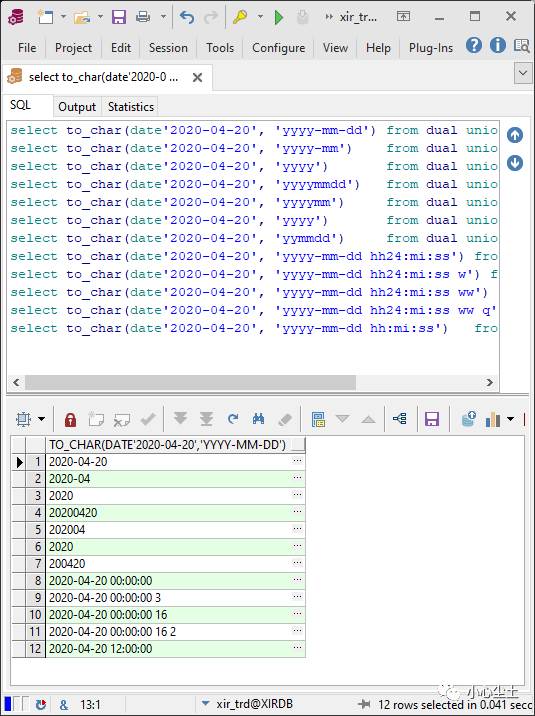 xir_trd...
File Project Edit Session Tools Configure Window Help Plug-Ins
select to_char(date'2020-0 ...
SQL Output Statistics
select to_char(date'2020-04-20', 'yyyy-mm-dd') from dual unio
select to_char(date'2020-04-20', 'yyyy-mm') from dual unio
select to_char(date'2020-04-20', 'yyyy') from dual unio
select to_char(date'2020-04-20', 'yyyymmdd') from dual unio
select to_char(date'2020-04-20', 'yyyymm') from dual unio
select to_char(date'2020-04-20', 'yyyy') from dual unio
select to_char(date'2020-04-20', 'yymmdd') from dual unio
select to_char(date'2020-04-20', 'yyyy-mm-dd hh24:mi:ss') fro
select to_char(date'2020-04-20', 'yyyy-mm-dd hh24:mi:ss w') f
select to_char(date'2020-04-20', 'yyyy-mm-dd hh24:mi:ss ww')
select to_char(date'2020-04-20', 'yyyy-mm-dd hh24:mi:ss ww q'
select to_char(date'2020-04-20', 'yyyy-mm-dd hh:mi:ss') fro
TO_CHAR(DATE'2020-04-20','YYYY-MM-DD')
1 2020-04-20 ...
2 2020-04 ...
3 2020 ...
4 20200420 ...
5 202004 ...
6 2020 ...
7 200420 ...
8 2020-04-20 00:00:00 ...
9 2020-04-20 00:00:00 3 ...
10 2020-04-20 00:00:00 16 ...
11 2020-04-20 00:00:00 16 2 ...
12 2020-04-20 12:00:00 ...
小心尘土
13:1 xir_trd@XIRDB 12 rows selected in 0.041 secc